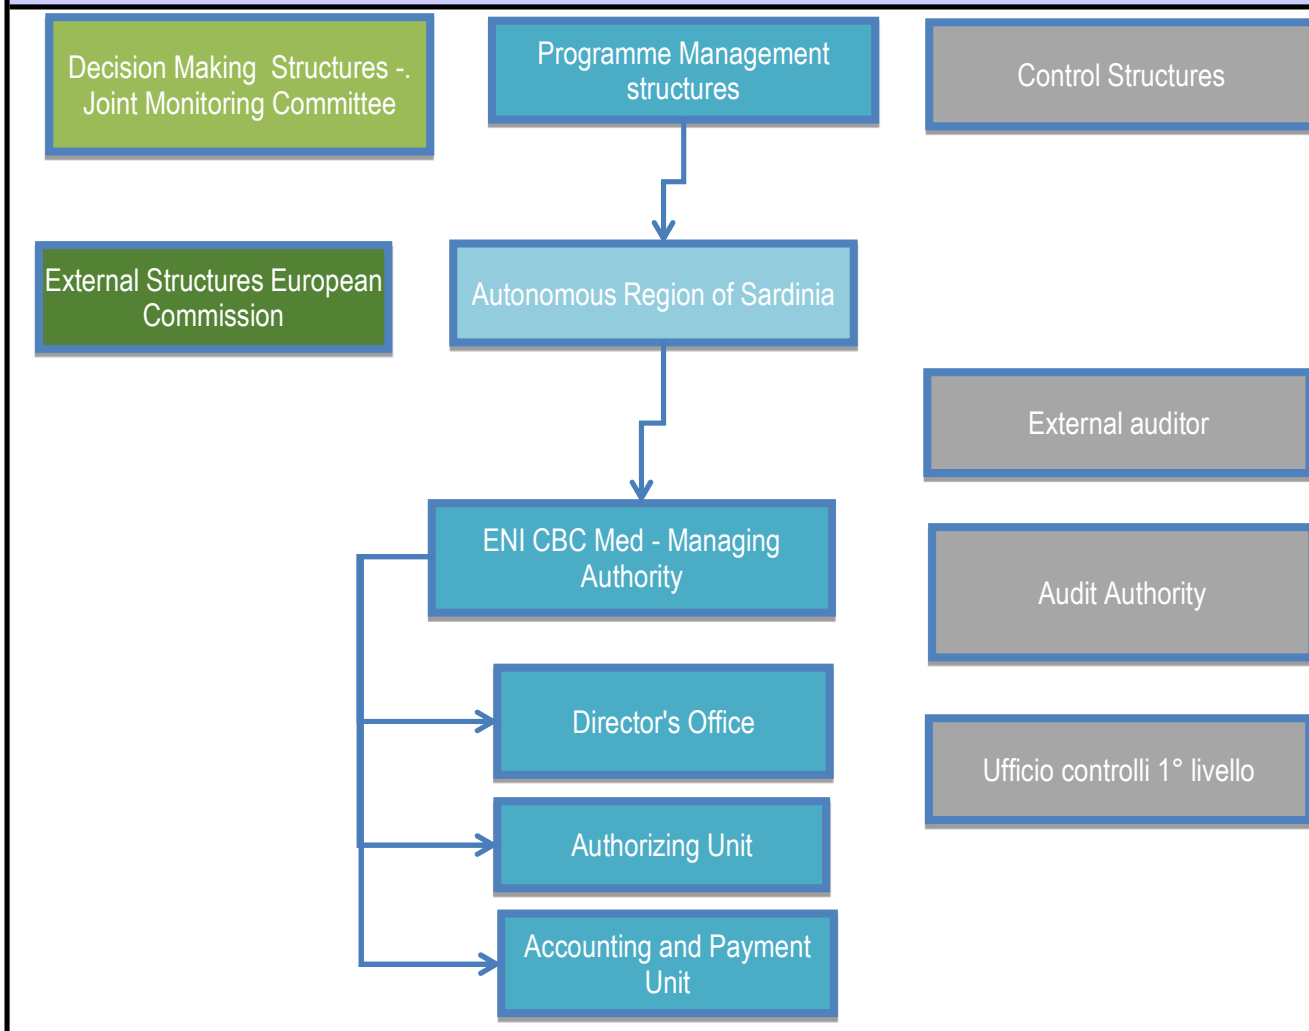 Decision Making  Structures -.
Joint Monitoring Committee
Programme Management
structures
Control Structures
External Structures European
Commission
Autonomous Region of Sardinia
External auditor
ENI CBC Med - Managing
Authority
Audit Authority
Director's Office
Ufficio controlli 1° livello
Authorizing Unit
Accounting and Payment
Unit